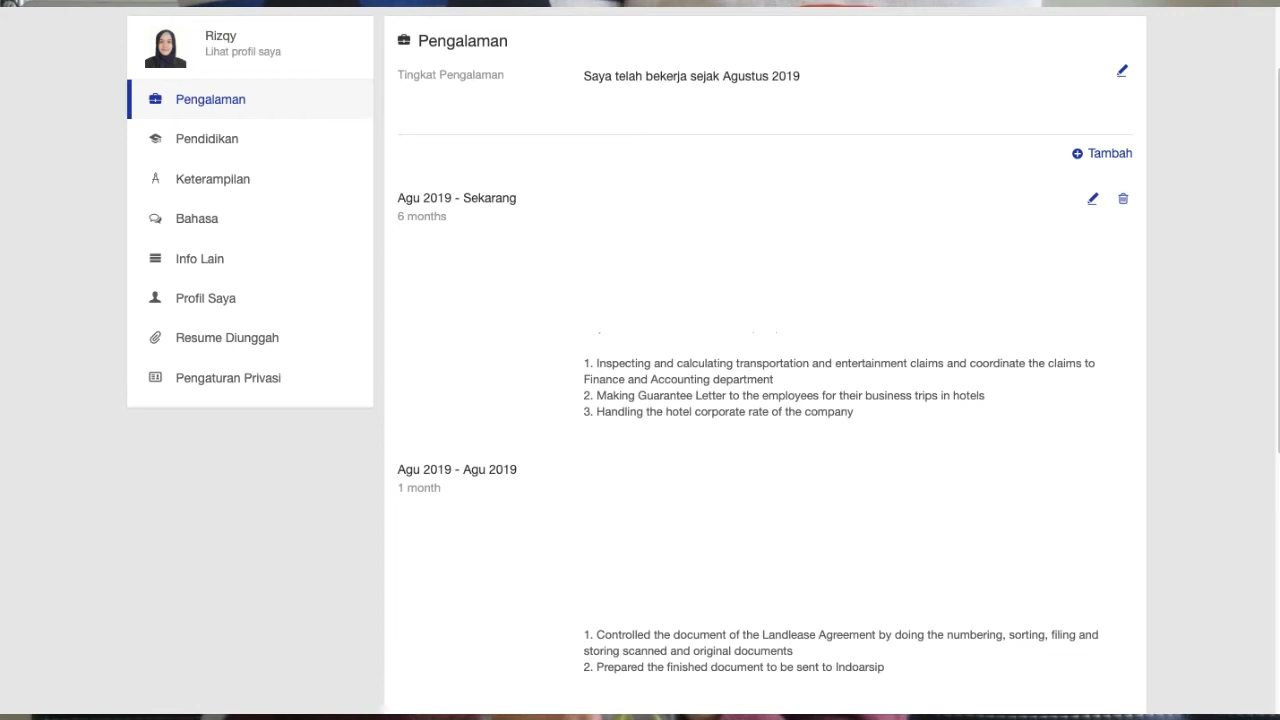 Rizqy
Lihat profil saya
Pengalaman
Pendidikan
Keterampilan
Bahasa
Info Lain
Profil Saya
Resume Diunggah
Pengaturan Privasi
Pengalaman
Tingkat Pengalaman
Saya telah bekerja sejak Agustus 2019
Tambah
Agu 2019 - Sekarang
6 months
1. Inspecting and calculating transportation and entertainment claims and coordinate the claims to
Finance and Accounting department
2. Making Guarantee Letter to the employees for their business trips in hotels
3. Handling the hotel corporate rate of the company
Agu 2019 - Agu 2019
1 month
1. Controlled the document of the Landlease Agreement by doing the numbering, sorting, filing and
storing scanned and original documents
2. Prepared the finished document to be sent to Indoarsip